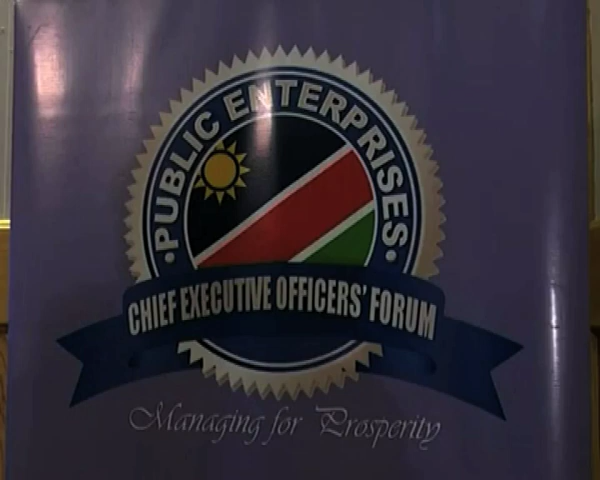 •PUBLIC ENTERPRISES•
CHIEF EXECUTIVE OFFICERS' FORUM
Managing for Prosperity